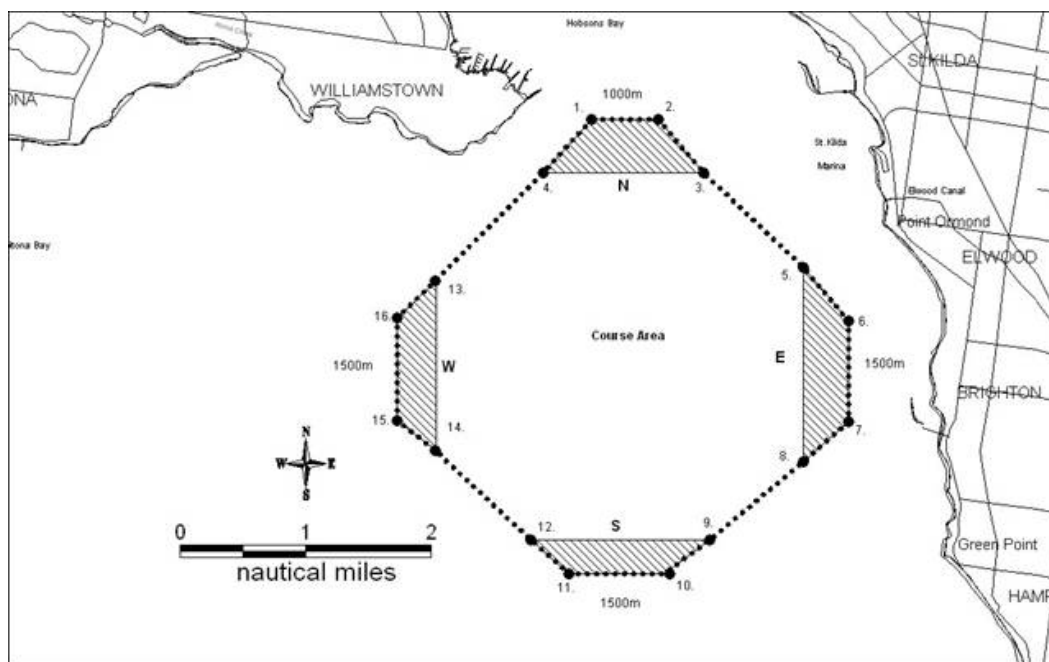 Hobsons Bay
ST.KILDA
WILLIAMSTOWN
ONA
1000m
1.
2.
St. Kilda
Marina
4.
N
3.
Elwood Canal
Point Ormond
tona Bay
ELWOOD
5.
13.
16.
6.
Course Area
1500m
W
E
1500m
BRIGHTON
15.
14.
7.
8.
N
W
E
S
12.
S
9.
0
1
2
nautical miles
Green Point
11.
10.
1500m
HAMP